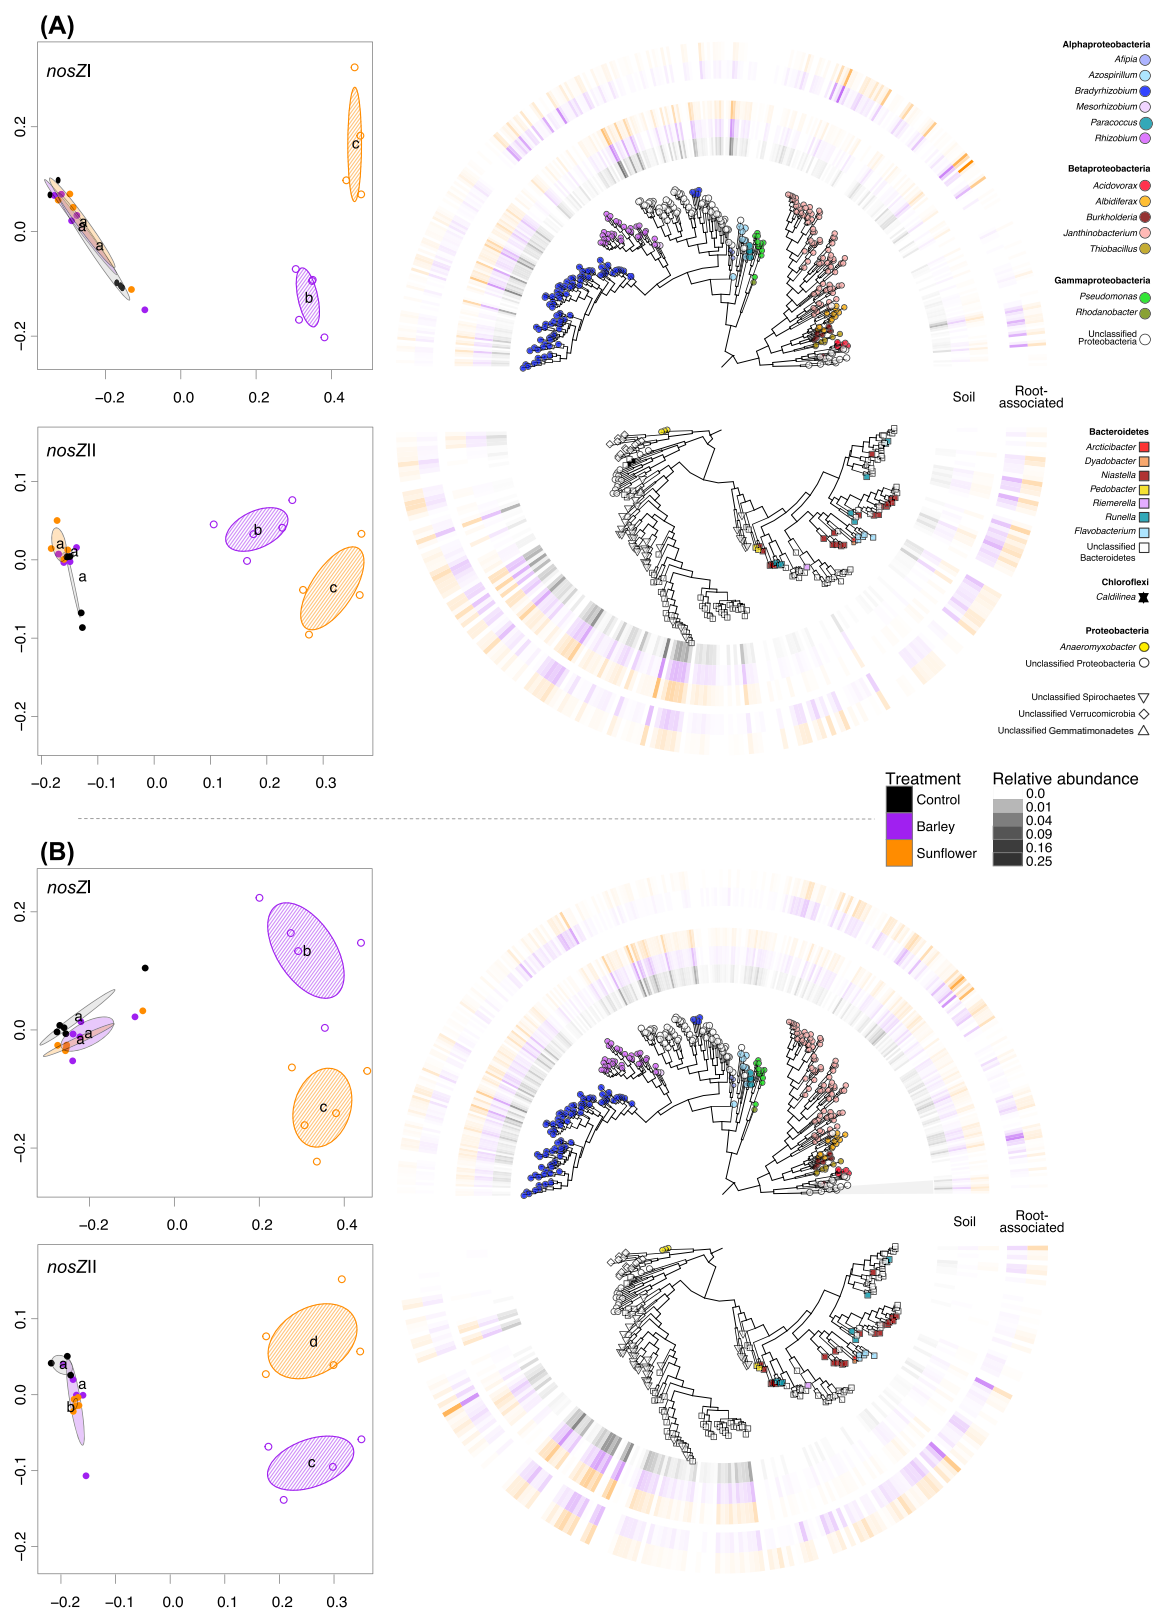 (A)
nosZI
0.2
0.0
−0.2
−0.2
0.0
0.2
0.4
a
a
a
b
c
Alphaproteobacteria
Afipia
Azospirillum
Bradyrhizobium
Mesorhizobium
Paracoccus
Rhizobium
Betaproteobacteria
Acidovorax
Albidiferax
Burkholderia
Janthinobacterium
Thiobacillus
Gammaproteobacteria
Pseudomonas
Rhodanobacter
Unclassified
Proteobacteria
Soil
Root-
associated
nosZII
0.1
0.0
−0.1
−0.2
−0.2
−0.1
0.0
0.1
0.2
0.3
a
a
a
b
c
Bacteroidetes
Arcticibacter
Dyadobacter
Niastella
Pedobacter
Riemerella
Runella
Flavobacterium
Unclassified
Bacteroidetes
Chloroflexi
Caldilinea
Proteobacteria
Anaeromyxobacter
Unclassified Proteobacteria
Unclassified Spirochaetes
Unclassified Verrucomicrobia
Unclassified Gemmatimonadetes
Treatment
Control
Barley
Sunflower
Relative abundance
0.0
0.01
0.04
0.09
0.16
0.25
(B)
nosZI
0.2
0.0
−0.2
−0.2
0.0
0.2
0.4
a
a
a
b
c
Soil
Root-
associated
nosZII
0.1
0.0
−0.1
−0.2
−0.2
−0.1
0.0
0.1
0.2
0.3
a
a
b
d
c